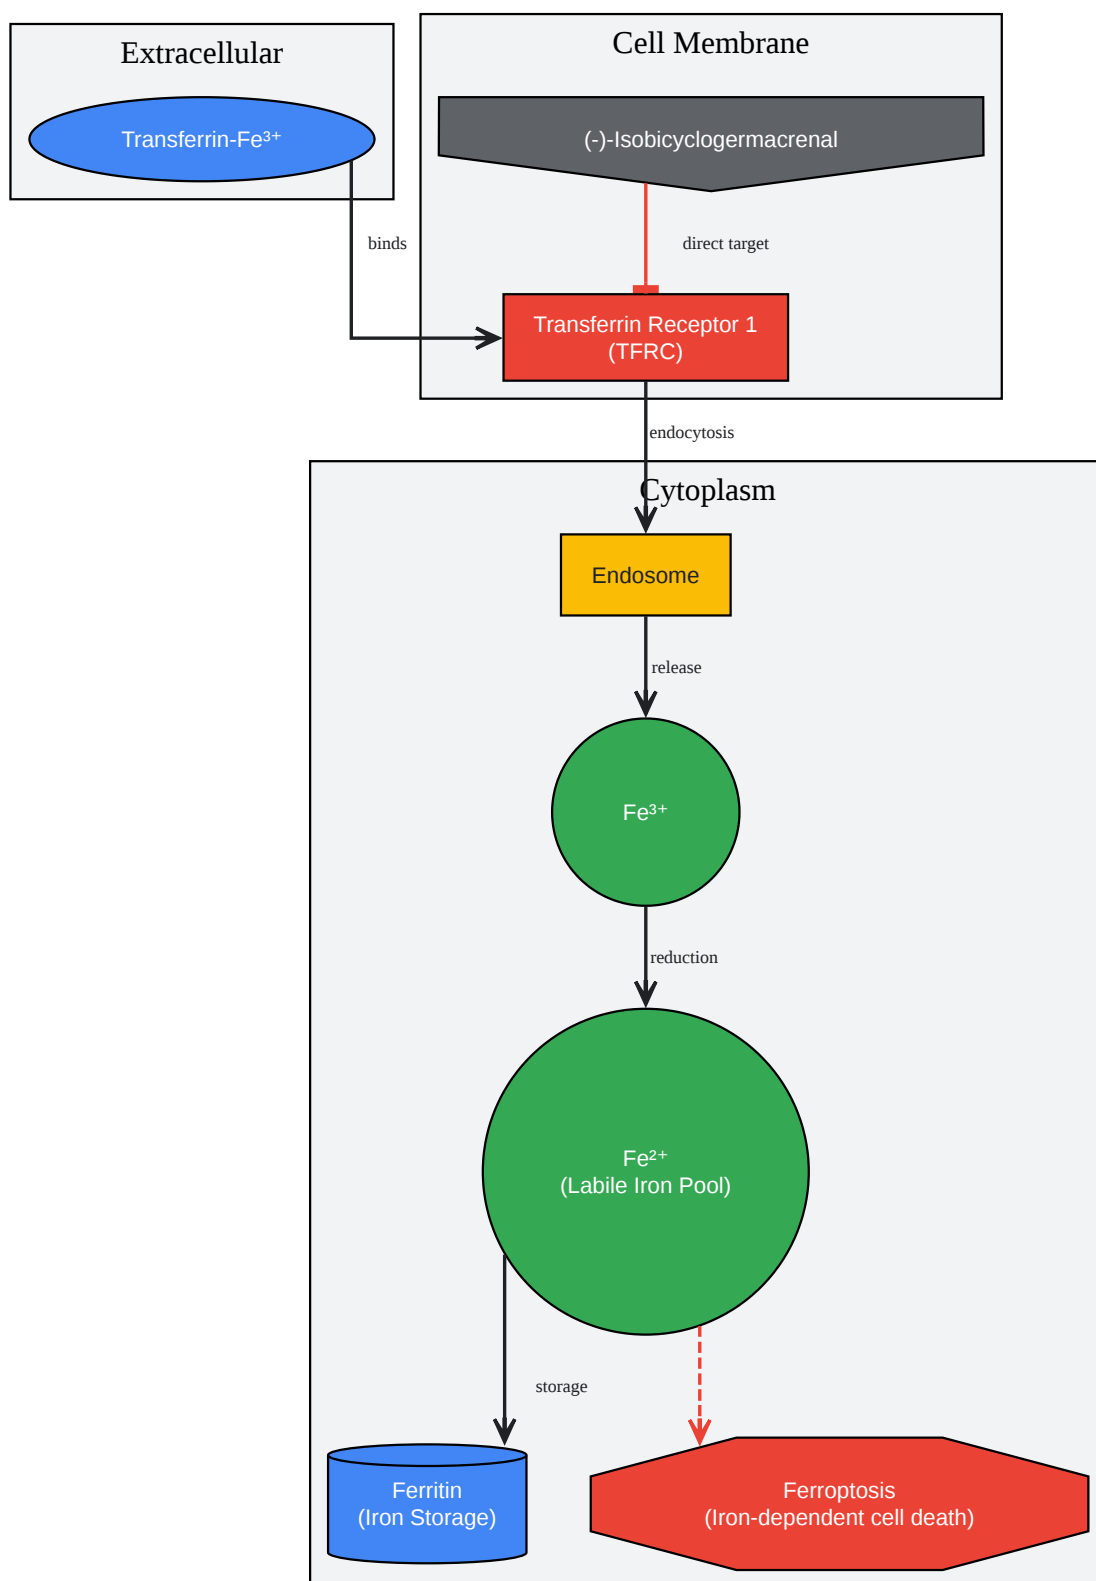 Extracellular
Cell Membrane
Transferrin-Fe³⁺
(-)-Isobicyclogermacrenal
binds
direct target
Transferrin Receptor 1
(TFRC)
endocytosis
Cytoplasm
Endosome
release
Fe³⁺
reduction
Fe²⁺
(Labile Iron Pool)
storage
Ferritin
(Iron Storage)
Ferroptosis
(Iron-dependent cell death)